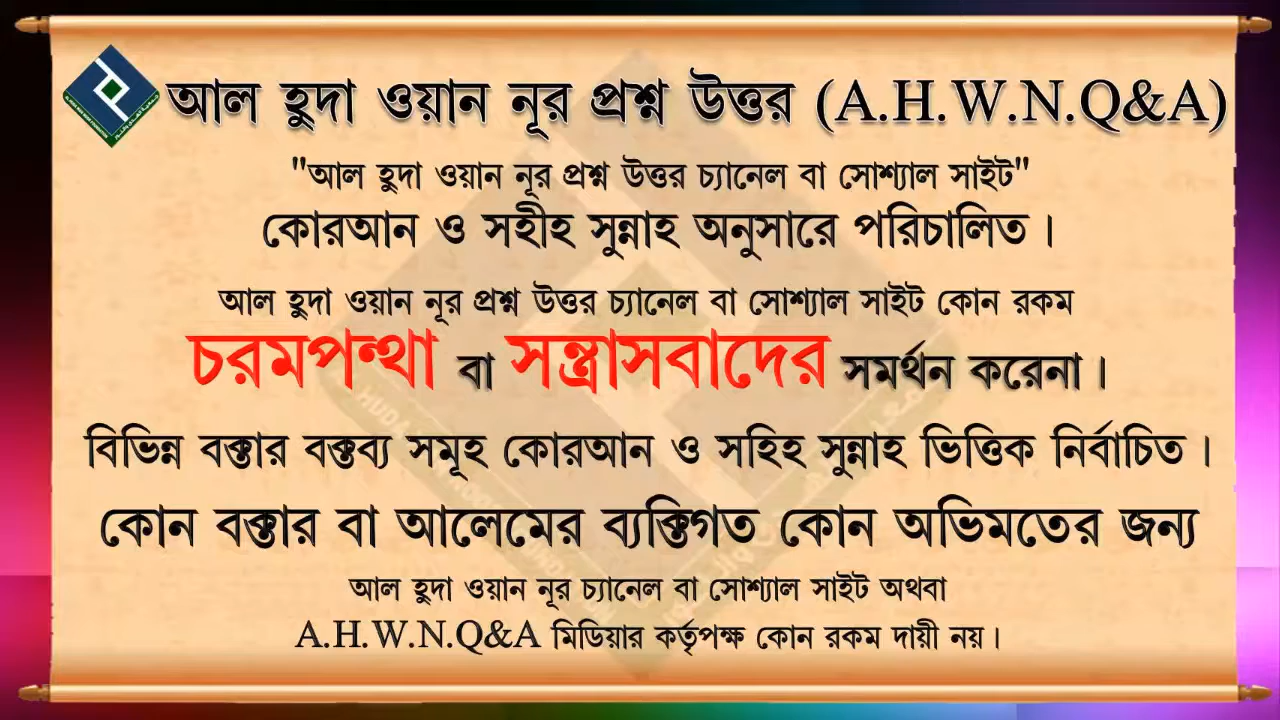 আল হুদা ওয়ান নূর প্রশ্ন উত্তর (A.H.W.N.Q&A)
"আল হুদা ওয়ান নূর প্রশ্ন উত্তর চ্যানেল বা সোশ্যাল সাইট"
কোরআন ও সহীহ সুন্নাহ অনুসারে পরিচালিত।
আল হুদা ওয়ান নূর প্রশ্ন উত্তর চ্যানেল বা সোশ্যাল সাইট কোন রকম
চরমপন্থা বা সন্ত্রাসবাদের সমর্থন করেনা।
বিভিন্ন বক্তার বক্তব্য সমূহ কোরআন ও সহিহ সুন্নাহ ভিত্তিক নির্বাচিত।
কোন বক্তার বা আলেমের ব্যক্তিগত কোন অভিমতের জন্য
আল হুদা ওয়ান নূর চ্যানেল বা সোশ্যাল সাইট অথবা
A.H.W.N.Q&A মিডিয়ার কর্তৃপক্ষ কোন রকম দায়ী নয়।